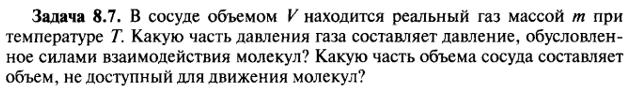 Задача 8.7. В сосуде объемом V находится реальный газ массой m при
температуре T. Какую часть давления газа составляет давление, обусловлен-
ное силами взаимодействия молекул? Какую часть объема сосуда составляет
объем, не доступный для движения молекул?